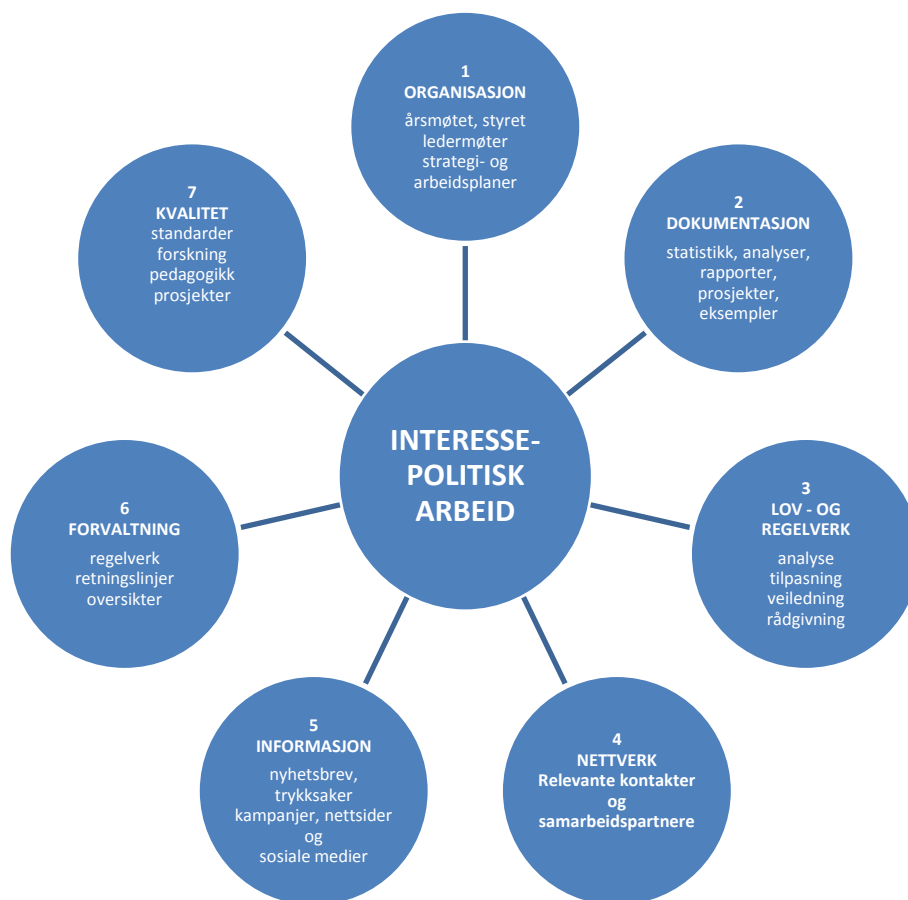 1
ORGANISASJON
årsmøtet, styret
ledermøter
strategi- og
arbeidsplaner
2
DOKUMENTASJON
statistikk, analyser,
rapporter,
prosjekter,
eksempler
3
LOV - OG
REGELVERK
analyse
tilpasning
veiledning
rådgivning
4
NETTVERK
Relevante kontakter
og
samarbeidspartnere
5
INFORMASJON
nyhetsbrev,
trykksaker
kampanjer, nettsider
og
sosiale medier
6
FORVALTNING
regelverk
retningslinjer
oversikter
7
KVALITET
standarder
forskning
pedagogikk
prosjekter
INTERESSE-
POLITISK
ARBEID